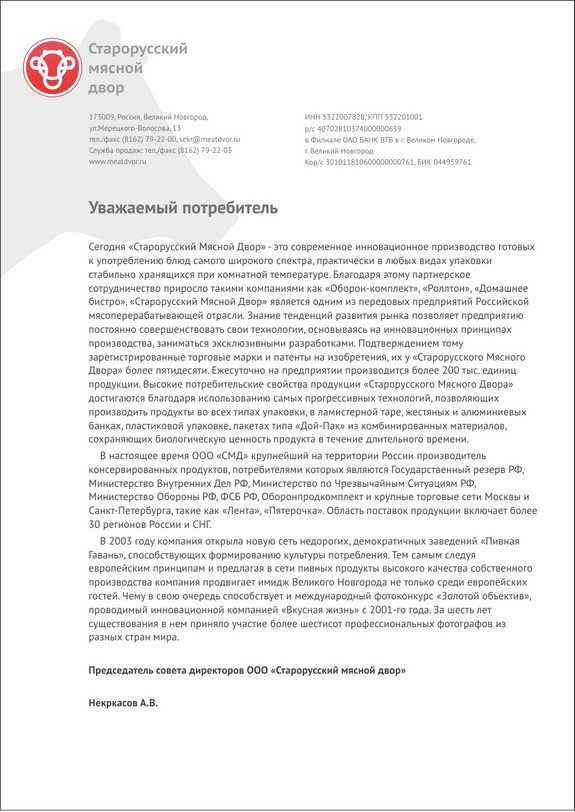 Старорусский
мясной
двор
173009, Россия, Великий Новгород,
ул.Мерецкого-Волосова, 13
тел./факс (8162) 79-22-00, sekr@meatdvor.ru
Служба продаж: тел./факс (8162) 79-22-03
www.meatdvor.ru
ИНН 5322007828, КПП 532201001
р/с 40702810374000000639
в Филиале ОАО БАНК ВТБ в г. Великом Новгороде,
г. Великий Новгород
Кор/с 301011810600000000761, БИК 044959761
Уважаемый потребитель
Сегодня «Старорусский Мясной Двор» - это современное инновационное производство готовых
к употреблению блюд самого широкого спектра, практически в любых видах упаковки
стабильно хранящихся при комнатной температуре. Благодаря этому партнерское
сотрудничество приросло такими компаниями как «Оборон-комплект», «Роллтон», «Домашнее
бистро». «Старорусский Мясной Двор» является одним из передовых предприятий Российской
мясоперерабатывающей отрасли. Знание тенденций развития рынка позволяет предприятию
постоянно совершенствовать свои технологии, основываясь на инновационных принципах
производства, заниматься эксклюзивными разработками. Подтверждением тому
зарегистрированные торговые марки и патенты на изобретения, их у «Старорусского Мясного
Двора» более пятидесяти. Ежесуточно на предприятии производится более 200 тыс. единиц
продукции. Высокие потребительские свойства продукции «Старорусского Мясного Двора»
достигаются благодаря использованию самых прогрессивных технологий, позволяющих
производить продукты во всех типах упаковки, в ламистерной таре, жестяных и алюминиевых
банках, пластиковой упаковке, пакетах типа «Дой-Пак» из комбинированных материалов,
сохраняющих биологическую ценность продукта в течение длительного времени.
В настоящее время ООО «СМД» крупнейший на территории России производитель
консервированных продуктов, потребителями которых являются Государственный резерв РФ,
Министерство Внутренних Дел РФ, Министерство по Чрезвычайным Ситуациям РФ,
Министерство Обороны РФ, ФСБ РФ, Оборонпродкомплект и крупные торговые сети Москвы и
Санкт-Петербурга, такие как «Лента», «Пятерочка». Область поставок продукции включает более
30 регионов России и СНГ.
В 2003 году компания открыла новую сеть недорогих, демократичных заведений «Пивная
Гавань», способствующих формированию культуры потребления. Тем самым следуя
европейским принципам и предлагая в сети пивных продукты высокого качества собственного
производства компания продвигает имидж Великого Новгорода не только среди европейских
гостей. Чему в свою очередь способствует и международный фотоконкурс «Золотой объектив»,
проводимый инновационной компанией «Вкусная жизнь» с 2001-го года. За шесть лет
существования в нем приняло участие более шестисот профессиональных фотографов из
разных стран мира.
Председатель совета директоров ООО «Старорусский мясной двор»
Некркасов А.В.